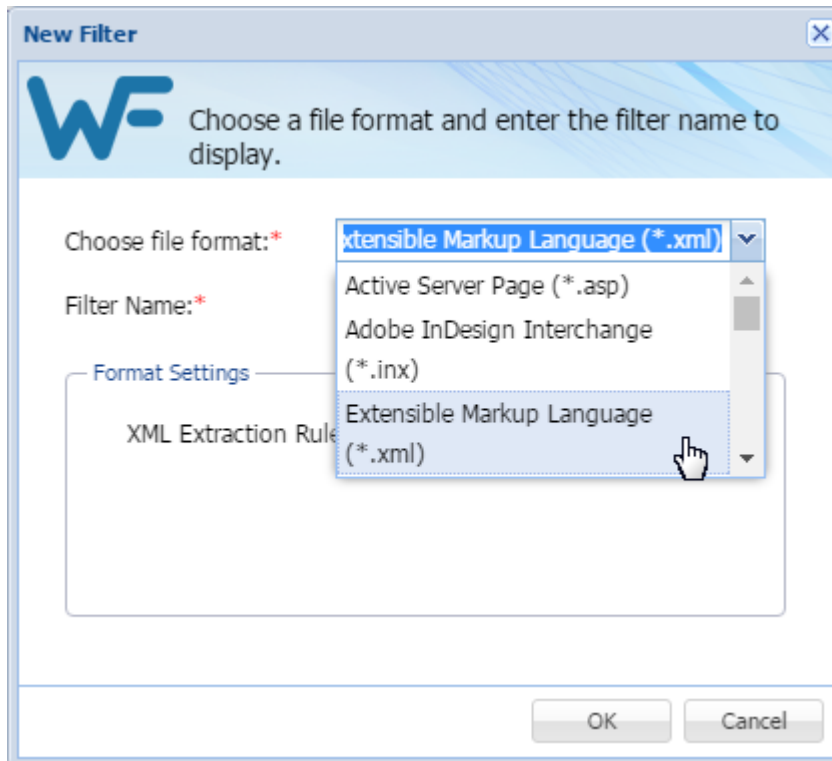 New Filter
WF
Choose a file format and enter the filter name to
display.
Choose file format:*
xtensible Markup Language (*.xml)
Active Server Page (*.asp)
Filter Name:*
Adobe InDesign Interchange
(*.inx)
Format Settings
Extensible Markup Language
XML Extraction Rule
(*.xml)
OK Cancel